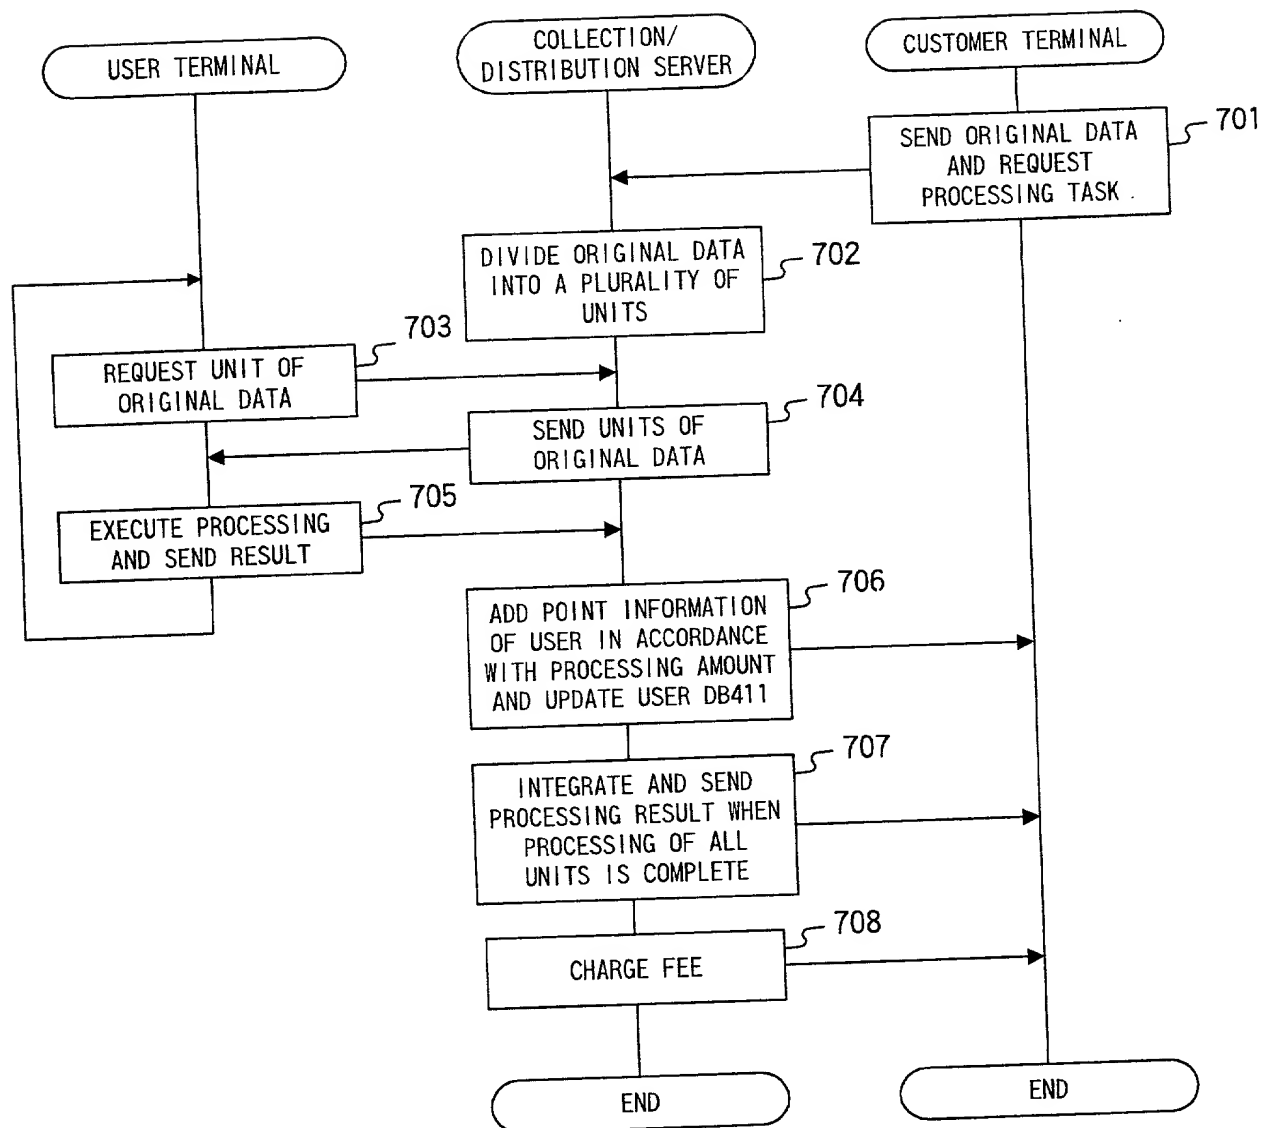 USER TERMINAL
COLLECTION/
DISTRIBUTION SERVER
CUSTOMER TERMINAL
701
SEND ORIGINAL DATA
AND REQUEST
PROCESSING TASK
702
DIVIDE ORIGINAL DATA
INTO A PLURALITY OF
UNITS
703
REQUEST UNIT OF
ORIGINAL DATA
704
SEND UNITS OF
ORIGINAL DATA
705
EXECUTE PROCESSING
AND SEND RESULT
706
ADD POINT INFORMATION
OF USER IN ACCORDANCE
WITH PROCESSING AMOUNT
AND UPDATE USER DB411
707
INTEGRATE AND SEND
PROCESSING RESULT WHEN
PROCESSING OF ALL
UNITS IS COMPLETE
708
CHARGE FEE
END
END